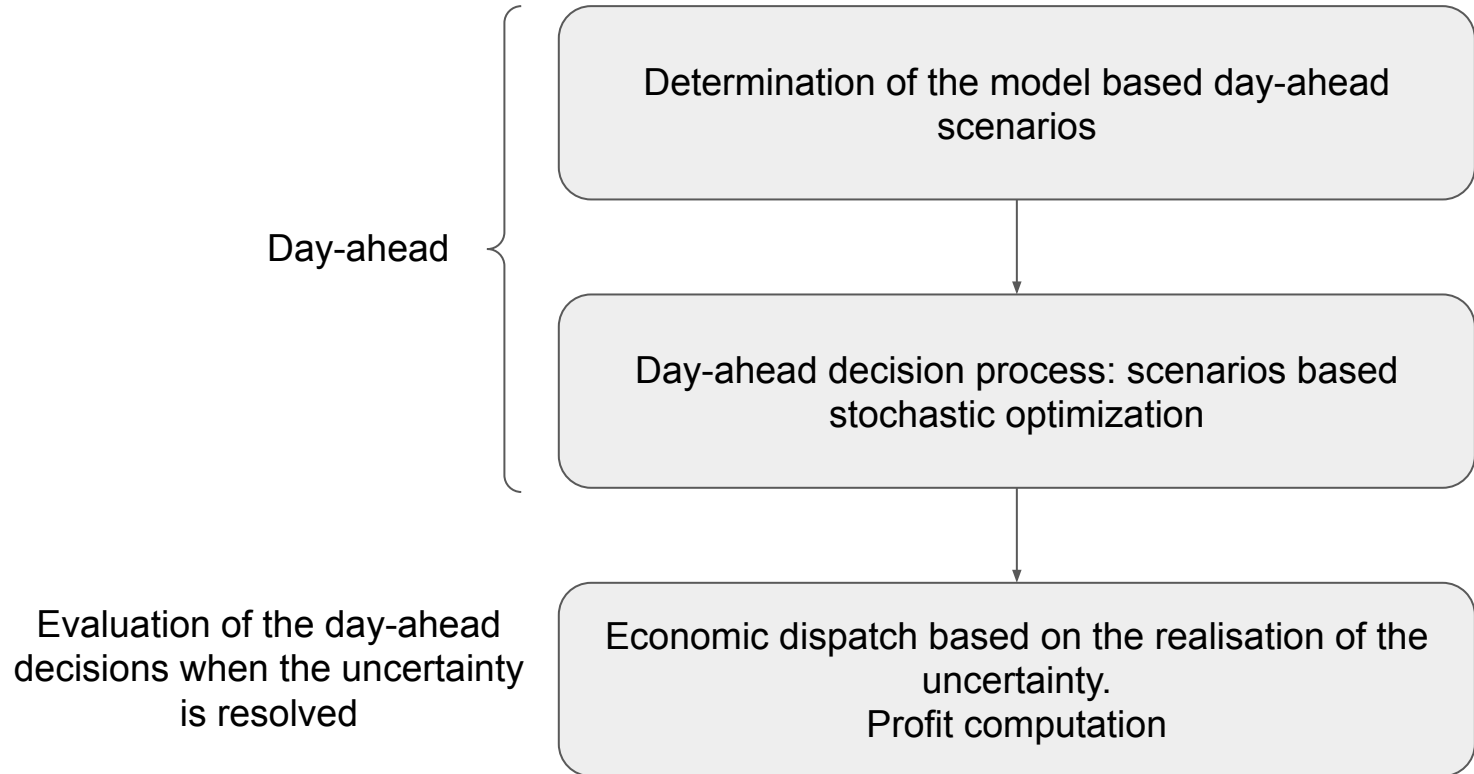 Determination of the model based day-ahead
scenarios
Day-ahead
Day-ahead decision process: scenarios based
stochastic optimization
Evaluation of the day-ahead
decisions when the uncertainty
is resolved
Economic dispatch based on the realisation of the
uncertainty.
Profit computation